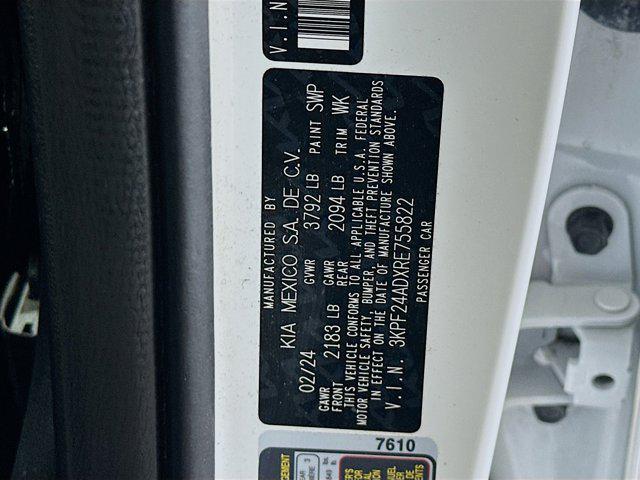 V.I.N
MANUFACTURED BY
KIA MEXICO S.A. DE C.V.
02/24 GVWR 3792 LB PAINT SWP
GAWR FRONT 2183 LB GAWR REAR 2094 LB TRIM WK
THIS VEHICLE CONFORMS TO ALL APPLICABLE U.S.A. FEDERAL
MOTOR VEHICLE SAFETY, BUMPER, AND THEFT PREVENTION STANDARDS
IN EFFECT ON THE DATE OF MANUFACTURE SHOWN ABOVE.
V.I.N. 3KPF24ADXRE755822
PASSENGER CAR
7610